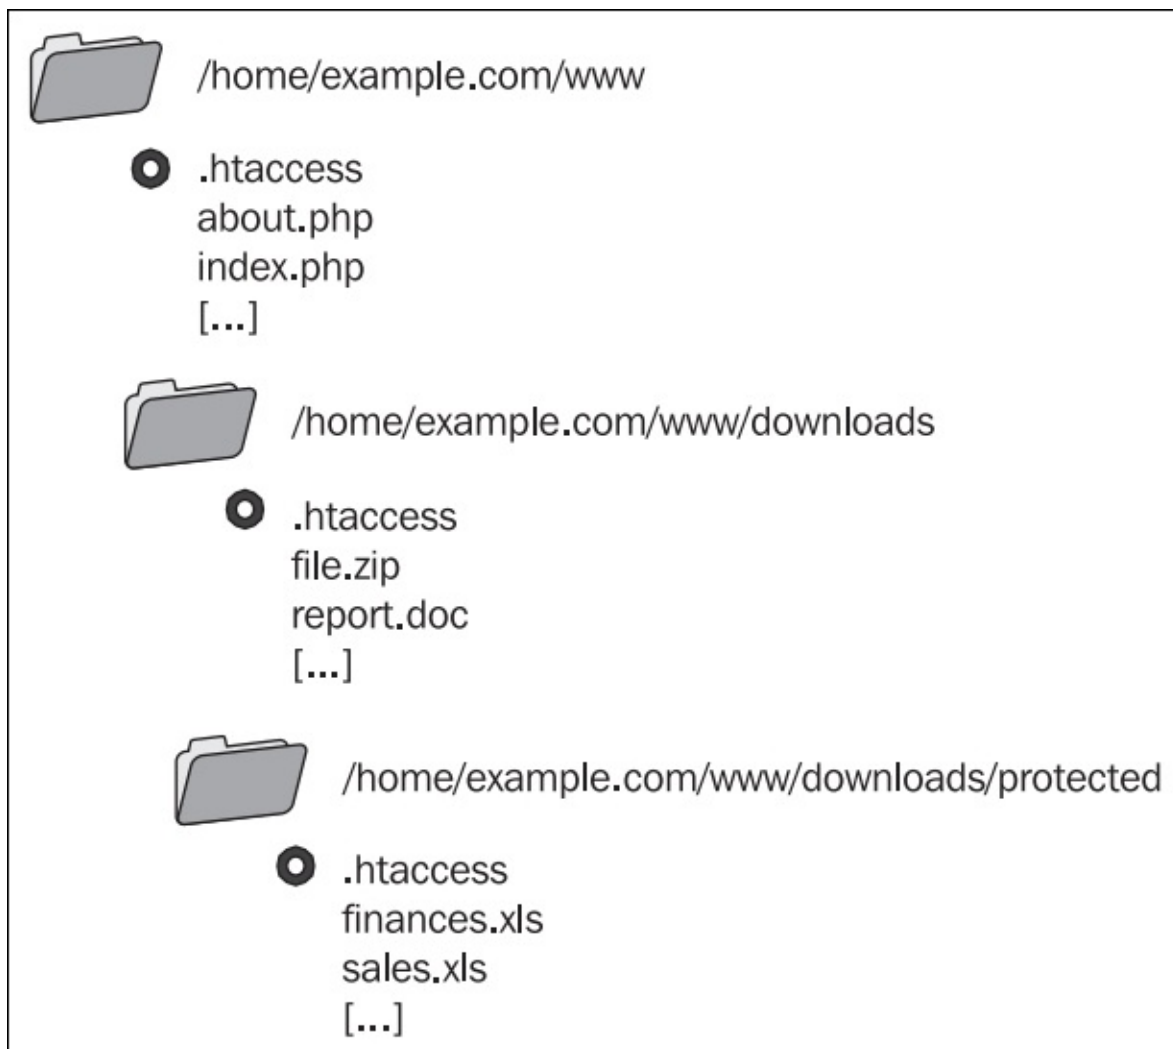 /home/example.com/www
.htaccess
about.php
index.php
[...]
/home/example.com/www/downloads
.htaccess
file.zip
report.doc
[...]
/home/example.com/www/downloads/protected
.htaccess
finances.xls
sales.xls
[...]